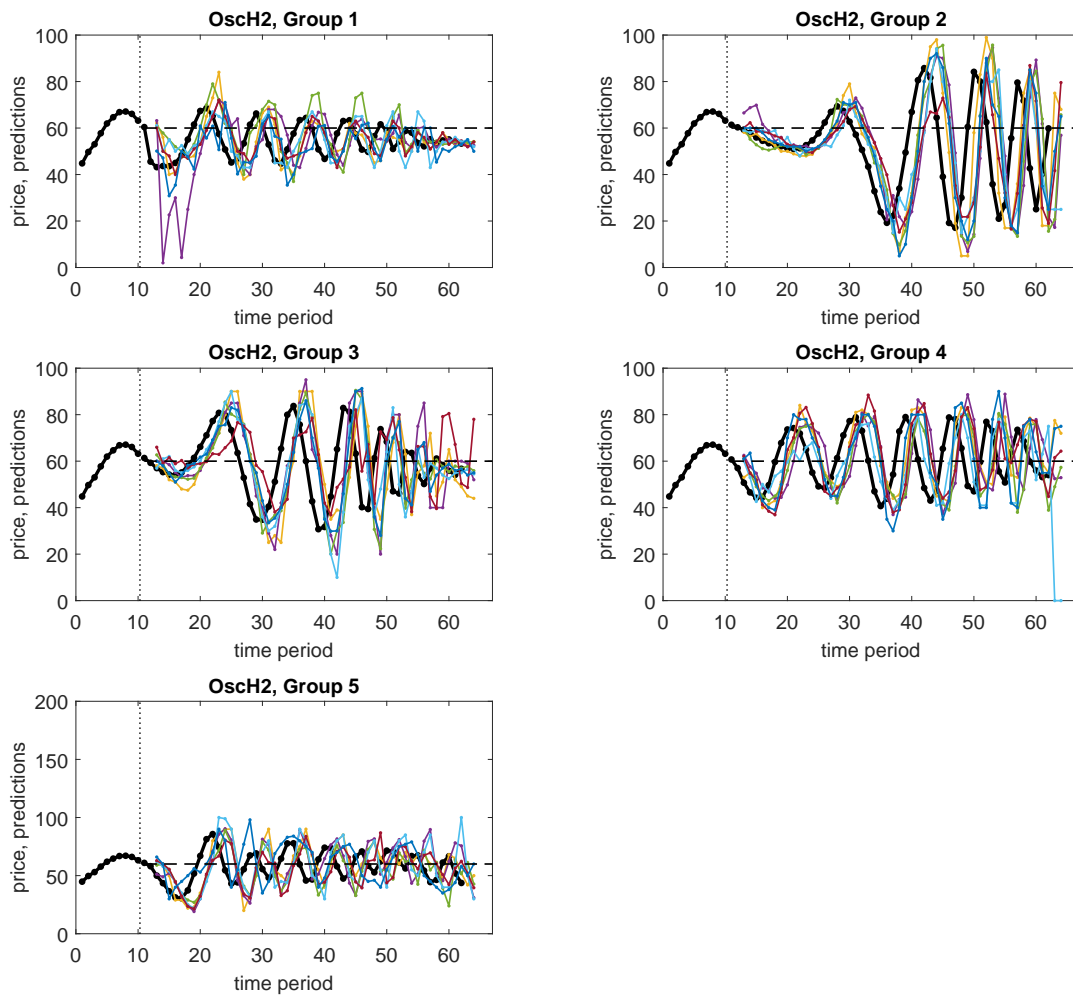 OscH2, Group 1
100
80
60
40
20
0
price, predictions
0 10 20 30 40 50 60
time period
OscH2, Group 2
100
80
60
40
20
0
price, predictions
0 10 20 30 40 50 60
time period
OscH2, Group 3
100
80
60
40
20
0
price, predictions
0 10 20 30 40 50 60
time period
OscH2, Group 4
100
80
60
40
20
0
price, predictions
0 10 20 30 40 50 60
time period
OscH2, Group 5
200
150
100
50
0
price, predictions
0 10 20 30 40 50 60
time period